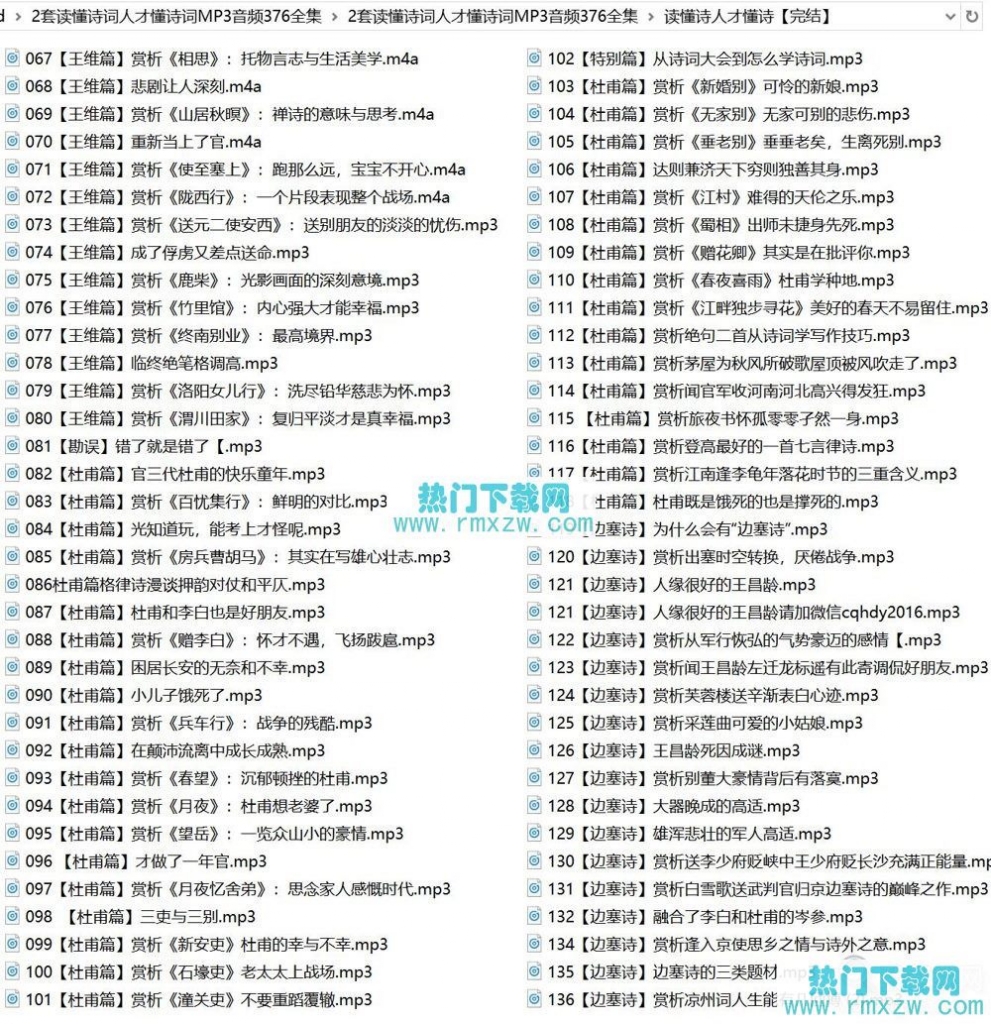 d › 2套读懂诗词人才懂诗词MP3音频376全集 › 2套读懂诗词人才懂诗词MP3音频376全集 › 读懂诗人才懂诗【完结】
067【王维篇】赏析《相思》：托物言志与生活美学.m4a
068【王维篇】悲剧让人深刻.m4a
069【王维篇】赏析《山居秋暝》：禅诗的意味与思考.m4a
070【王维篇】重新当上了官.m4a
071【王维篇】赏析《使至塞上》：跑那么远，宝宝不开心.m4a
072【王维篇】赏析《陇西行》：一个片段表现整个战场.m4a
073【王维篇】赏析《送元二使安西》：送别朋友的淡淡的忧伤.mp3
074【王维篇】成了俘虏又差点送命.mp3
075【王维篇】赏析《鹿柴》：光影画面的深刻意境.mp3
076【王维篇】赏析《竹里馆》：内心强大才能幸福.mp3
077【王维篇】赏析《终南别业》：最高境界.mp3
078【王维篇】临终绝笔格调高.mp3
079【王维篇】赏析《洛阳女儿行》：洗尽铅华慈悲为怀.mp3
080【王维篇】赏析《渭川田家》：复归平淡才是真幸福.mp3
081【勘误】错了就是错了【.mp3
082【杜甫篇】官三代杜甫的快乐童年.mp3
083【杜甫篇】赏析《百忧集行》：鲜明的对比.mp3
084【杜甫篇】光知道玩，能考上才怪呢.mp3
085【杜甫篇】赏析《房兵曹胡马》：其实在写雄心壮志.mp3
086杜甫篇格律诗漫谈押韵对仗和平仄.mp3
087【杜甫篇】杜甫和李白也是好朋友.mp3
088【杜甫篇】赏析《赠李白》：怀才不遇，飞扬跋扈.mp3
089【杜甫篇】困居长安的无奈和不幸.mp3
090【杜甫篇】小儿子饿死了.mp3
091【杜甫篇】赏析《兵车行》：战争的残酷.mp3
092【杜甫篇】在颠沛流离中成长成熟.mp3
093【杜甫篇】赏析《春望》：沉郁顿挫的杜甫.mp3
094【杜甫篇】赏析《月夜》：杜甫想老婆了.mp3
095【杜甫篇】赏析《望岳》：一览众山小的豪情.mp3
096 【杜甫篇】才做了一年官.mp3
097【杜甫篇】赏析《月夜忆舍弟》：思念家人感慨时代.mp3
098 【杜甫篇】三吏与三别.mp3
099【杜甫篇】赏析《新安吏》杜甫的幸与不幸.mp3
100【杜甫篇】赏析《石壕吏》老太太上战场.mp3
101【杜甫篇】赏析《潼关吏》不要重蹈覆辙.mp3
102【特别篇】从诗词大会到怎么学诗词.mp3
103【杜甫篇】赏析《新婚别》可怜的新娘.mp3
104【杜甫篇】赏析《无家别》无家可别的悲伤.mp3
105【杜甫篇】赏析《垂老别》垂垂老矣，生离死别.mp3
106【杜甫篇】达则兼济天下穷则独善其身.mp3
107【杜甫篇】赏析《江村》难得的天伦之乐.mp3
108【杜甫篇】赏析《蜀相》出师未捷身先死.mp3
109【杜甫篇】赏析《赠花卿》其实是在批评你.mp3
110【杜甫篇】赏析《春夜喜雨》杜甫学种地.mp3
111【杜甫篇】赏析《江畔独步寻花》美好的春天不易留住.mp3
112【杜甫篇】赏析绝句二首从诗词学写作技巧.mp3
113【杜甫篇】赏析茅屋为秋风所破歌屋顶被风吹走了.mp3
114【杜甫篇】赏析闻官军收河南河北高兴得发狂.mp3
115 【杜甫篇】赏析旅夜书怀孤零零孑然一身.mp3
116【杜甫篇】赏析登高最好的一首七言律诗.mp3
117【杜甫篇】赏析江南逢李龟年落花时节的三重含义.mp3
杜甫篇】杜甫既是饿死的也是撑死的.mp3
边塞诗】为什么会有“边塞诗”.mp3
120【边塞诗】赏析出塞时空转换，厌倦战争.mp3
121【边塞诗】人缘很好的王昌龄.mp3
121【边塞诗】人缘很好的王昌龄请加微信cqhdy2016.mp3
122【边塞诗】赏析从军行恢弘的气势豪迈的感情【.mp3
123【边塞诗】赏析闻王昌龄左迁龙标遥有此寄调侃好朋友.mp3
124【边塞诗】赏析芙蓉楼送辛渐表白心迹.mp3
125【边塞诗】赏析采莲曲可爱的小姑娘.mp3
126【边塞诗】王昌龄死因成谜.mp3
127【边塞诗】赏析别董大豪情背后有落寞.mp3
128【边塞诗】大器晚成的高适.mp3
129【边塞诗】雄浑悲壮的军人高适.mp3
130【边塞诗】赏析送李少府贬峡中王少府贬长沙充满正能量.mp
131【边塞诗】赏析白雪歌送武判官归京边塞诗的巅峰之作.mp3
132【边塞诗】融合了李白和杜甫的岑参.mp3
134【边塞诗】赏析逢入京使思乡之情与诗外之意.mp3
135【边塞诗】边塞诗的三类题材.mp
136【边塞诗】赏析凉州词人生能
热门下载网
www.rmxzw.com
热门下载网
www.rmxzw.com